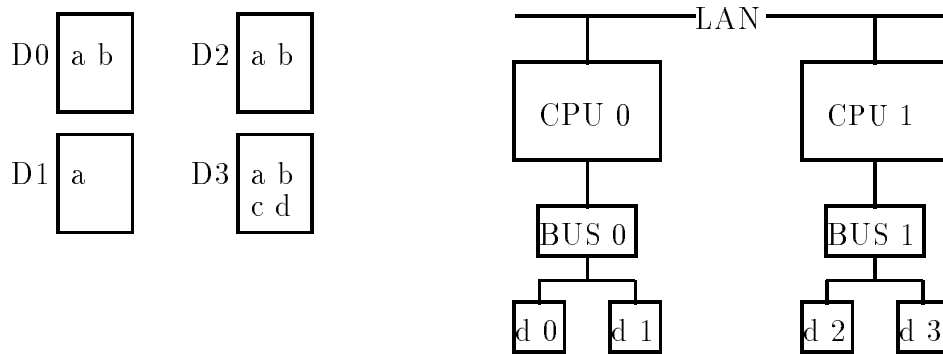 LAN
D0 a b
D2 a b
CPU 0
CPU 1
D1 a
D3 a b
c d
BUS 0
BUS 1
d 0
d 1
d 2
d 3